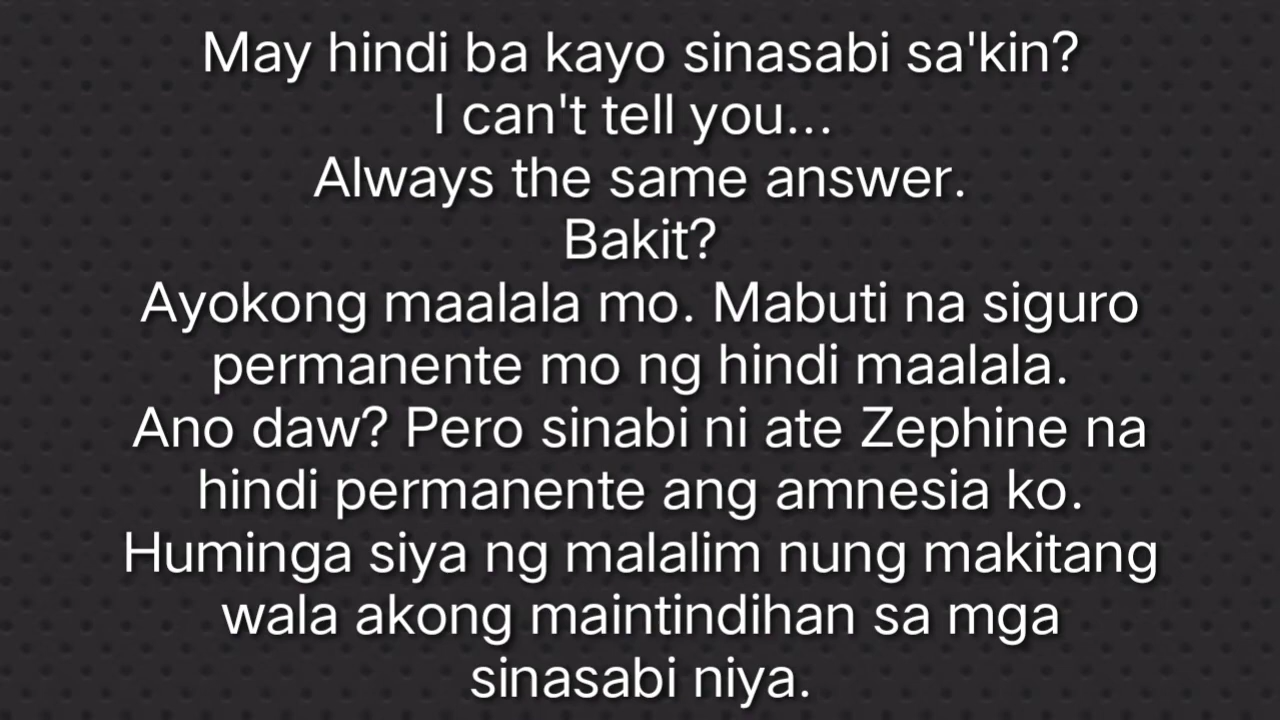 May hindi ba kayo sinasabi sa'kin?
I can't tell you...
Always the same answer.
Bakit?
Ayokong maalala mo. Mabuti na siguro
permanente mo ng hindi maalala.
Ano daw? Pero sinabi ni ate Zephine na
hindi permanente ang amnesia ko.
Huminga siya ng malalim nung makitang
wala akong maintindihan sa mga
sinasabi niya.